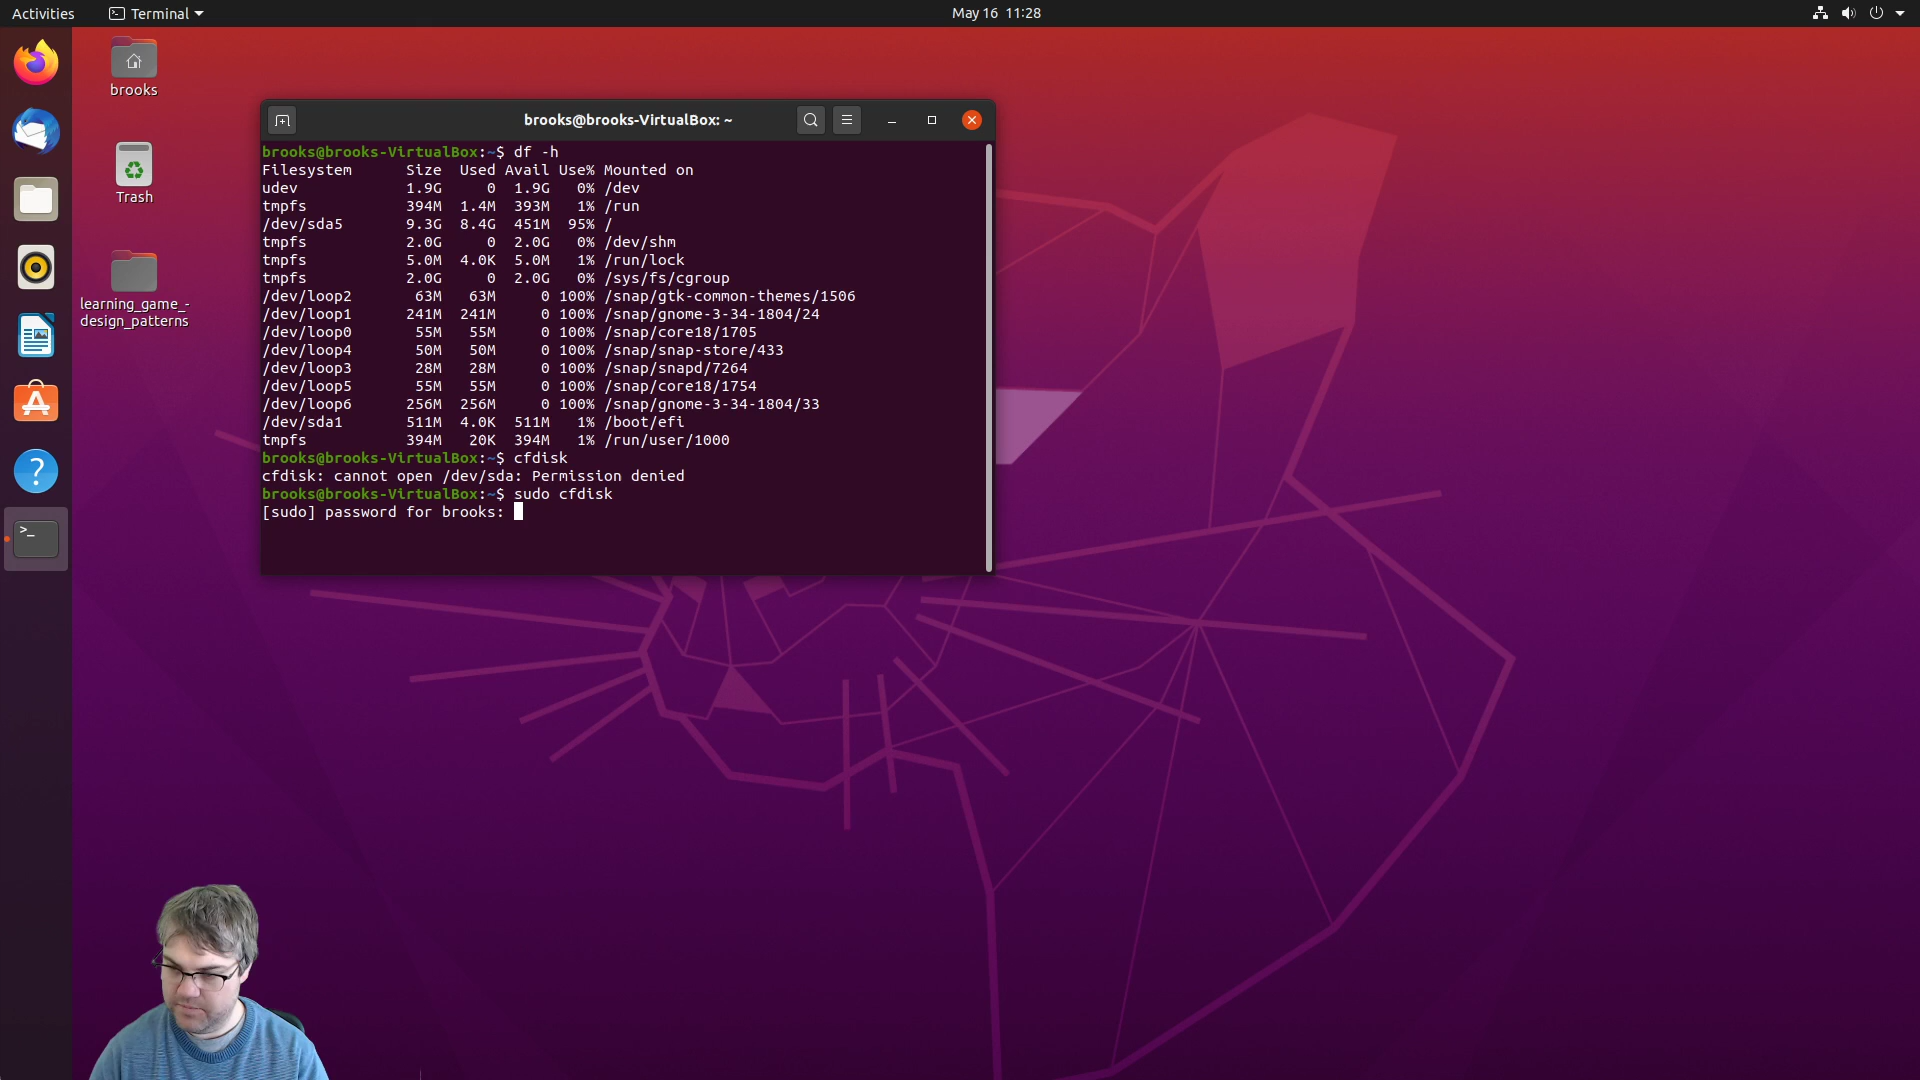 Activities
Terminal
May 16 11:28
brooks
Trash
learning_game_-
design_patterns
brooks@brooks-VirtualBox: ~
brooks@brooks-VirtualBox:~$ df -h
Filesystem      Size  Used Avail Use% Mounted on
udev            1.9G     0  1.9G   0% /dev
tmpfs           394M  1.4M  393M   1% /run
/dev/sda5       9.3G  8.4G  451M  95% /
tmpfs           2.0G     0  2.0G   0% /dev/shm
tmpfs           5.0M  4.0K  5.0M   1% /run/lock
tmpfs           2.0G     0  2.0G   0% /sys/fs/cgroup
/dev/loop2       63M   63M     0 100% /snap/gtk-common-themes/1506
/dev/loop1      241M  241M     0 100% /snap/gnome-3-34-1804/24
/dev/loop0       55M   55M     0 100% /snap/core18/1705
/dev/loop4       50M   50M     0 100% /snap/snap-store/433
/dev/loop3       28M   28M     0 100% /snap/snapd/7264
/dev/loop5       55M   55M     0 100% /snap/core18/1754
/dev/loop6      256M  256M     0 100% /snap/gnome-3-34-1804/33
/dev/sda1       511M  4.0K  511M   1% /boot/efi
tmpfs           394M   20K  394M   1% /run/user/1000
brooks@brooks-VirtualBox:~$ cfdisk
cfdisk: cannot open /dev/sda: Permission denied
brooks@brooks-VirtualBox:~$ sudo cfdisk
[sudo] password for brooks: